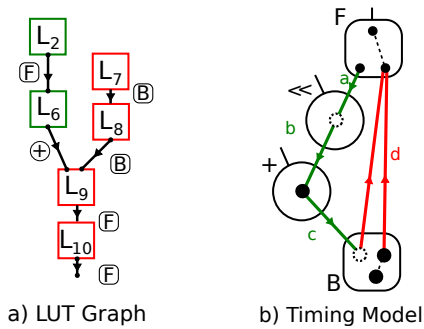 L2
F
L7
B
L6
L8
+
B
L9
F
L10
F
a) LUT Graph
F
a
≪
b
+
d
c
B
b) Timing Model